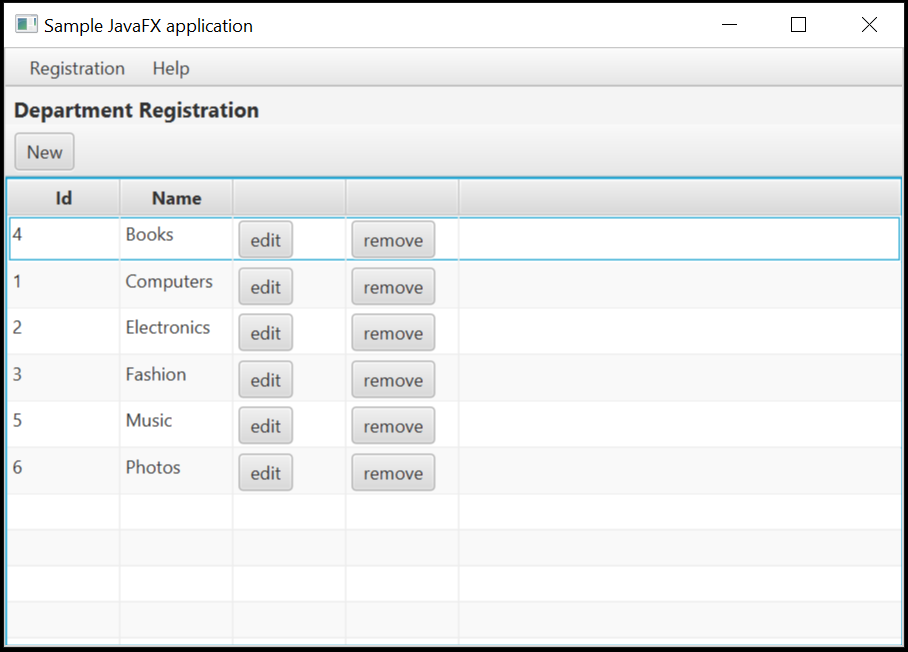 Sample JavaFX application
Registration Help
Department Registration
New
Id Name
4 Books edit remove
1 Computers edit remove
2 Electronics edit remove
3 Fashion edit remove
5 Music edit remove
6 Photos edit remove